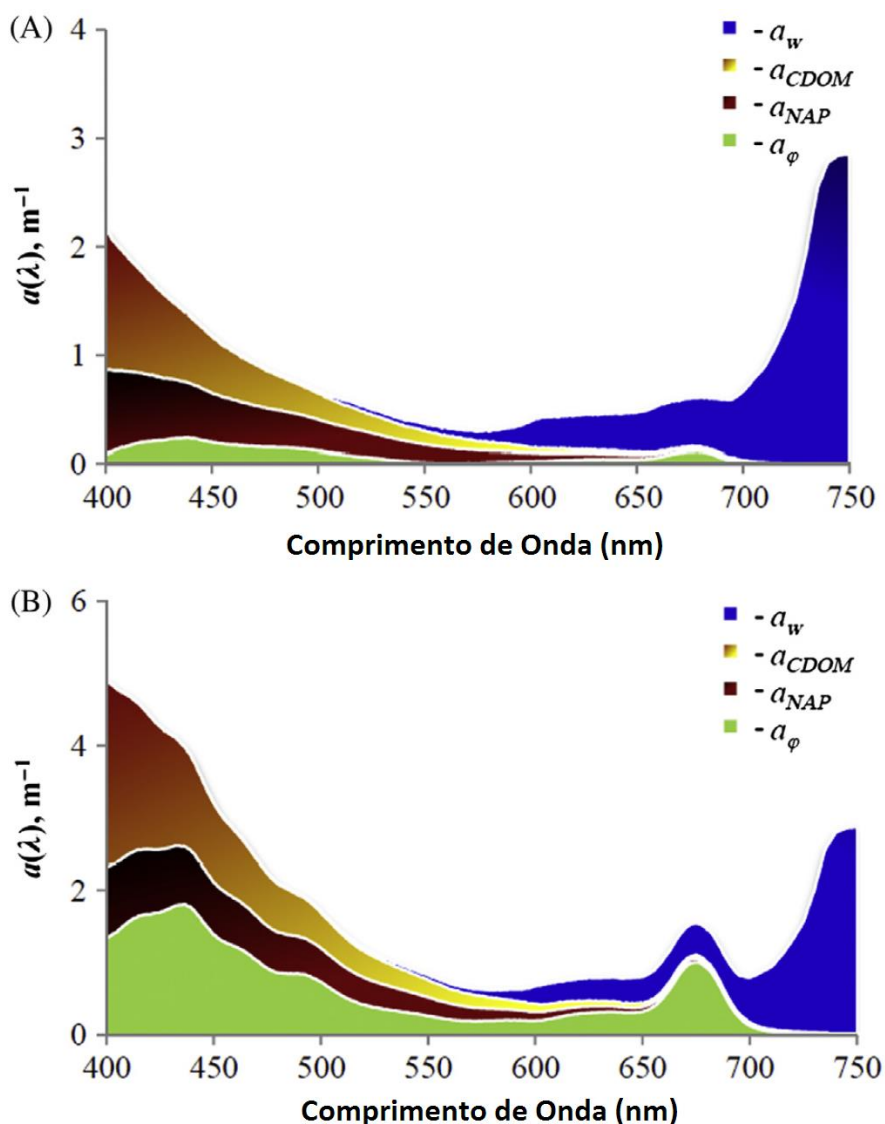 (A)
4
3
2
1
0
a(λ), m⁻¹
- a_w
- a_CDOM
- a_NAP
- a_φ
400 450 500 550 600 650 700 750
Comprimento de Onda (nm)
(B)
6
4
2
0
a(λ), m⁻¹
- a_w
- a_CDOM
- a_NAP
- a_φ
400 450 500 550 600 650 700 750
Comprimento de Onda (nm)